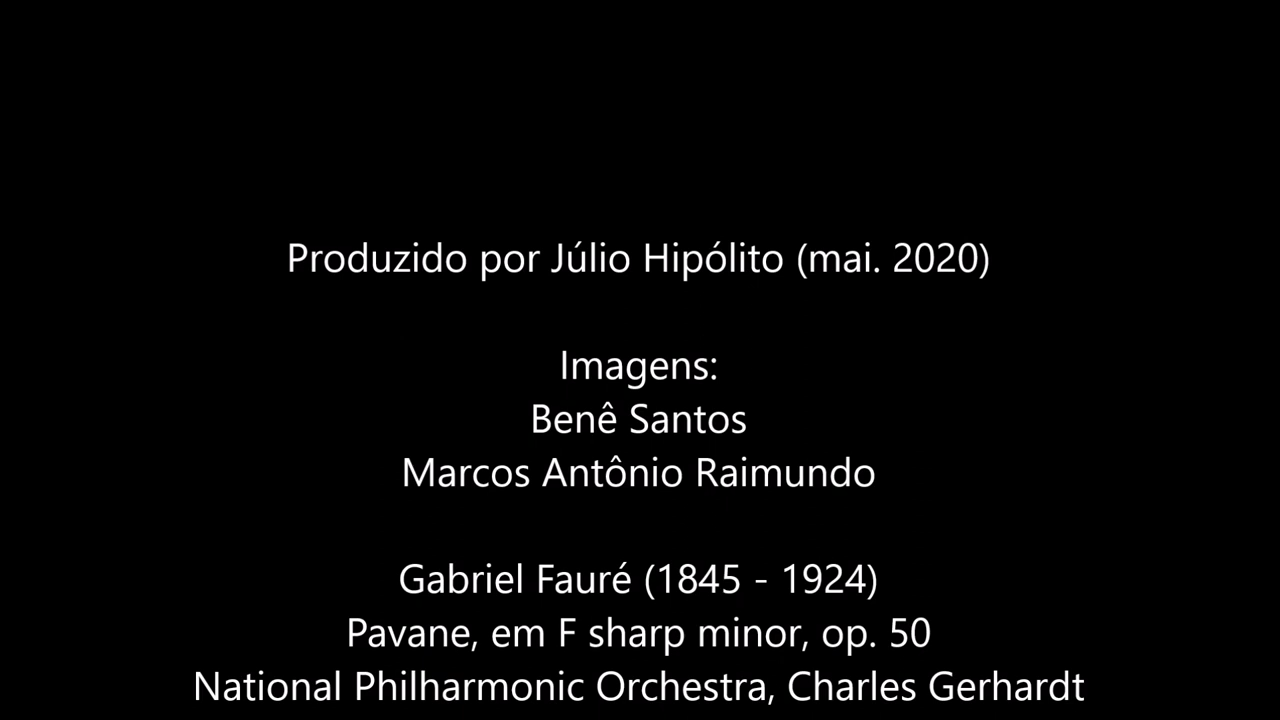 Produzido por Júlio Hipólito (mai. 2020)
Imagens:
Benê Santos
Marcos Antônio Raimundo
Gabriel Fauré (1845 - 1924)
Pavane, em F sharp minor, op. 50
National Philharmonic Orchestra, Charles Gerhardt